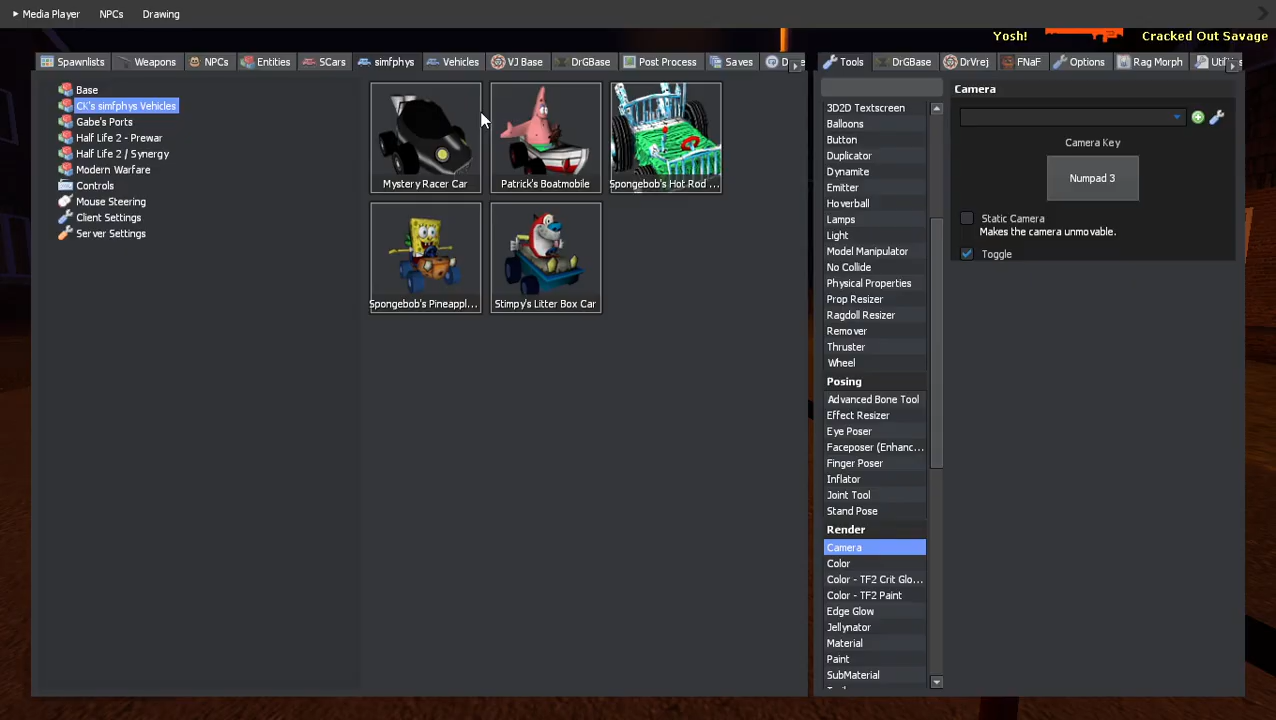 Media Player NPCs Drawing
Yosh! Cracked Out Savage
Spawnlists Weapons NPCs Entities SCars simfphys Vehicles VJ Base DrGBase Post Process Saves
Tools DrGBase DrVrej FNaF Options Rag Morph
Base
CK's simfphys Vehicles
Gabe's Ports
Half Life 2 - Prewar
Half Life 2 / Synergy
Modern Warfare
Controls
Mouse Steering
Client Settings
Server Settings
Mystery Racer Car
Patrick's Boatmobile
Spongebob's Hot Rod ...
Spongebob's Pineappl...
Stimpy's Litter Box Car
3D2D Textscreen
Balloons
Button
Duplicator
Dynamite
Emitter
Hoverball
Lamps
Light
Model Manipulator
No Collide
Physical Properties
Prop Resizer
Ragdoll Resizer
Remover
Thruster
Wheel
Posing
Advanced Bone Tool
Effect Resizer
Eye Poser
Faceposer (Enhanc...
Finger Poser
Inflator
Joint Tool
Stand Pose
Render
Camera
Color
Color - TF2 Crit Glo...
Color - TF2 Paint
Edge Glow
Jellynator
Material
Paint
SubMaterial
Camera
Camera Key
Numpad 3
Static Camera
Makes the camera unmovable.
Toggle